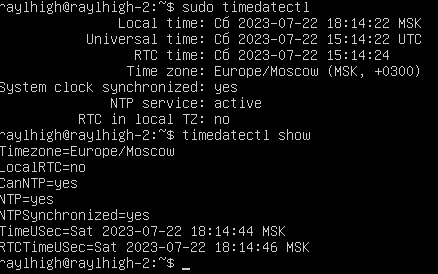 raylhigh@raylhigh-2:~$ sudo timedatectl
Local time: Сб 2023-07-22 18:14:22 MSK
Universal time: Сб 2023-07-22 15:14:22 UTC
RTC time: Сб 2023-07-22 15:14:24
Time zone: Europe/Moscow (MSK, +0300)
System clock synchronized: yes
NTP service: active
RTC in local TZ: no
raylhigh@raylhigh-2:~$ timedatectl show
Timezone=Europe/Moscow
LocalRTC=no
CanNTP=yes
NTP=yes
NTPSynchronized=yes
TimeUSec=Sat 2023-07-22 18:14:44 MSK
RTCTimeUSec=Sat 2023-07-22 18:14:46 MSK
raylhigh@raylhigh-2:~$ _